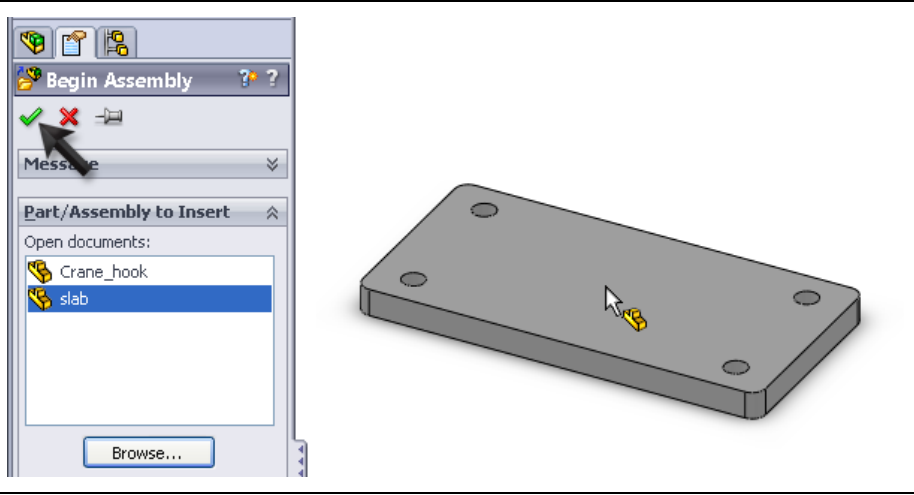 Begin Assembly
Message
Part/Assembly to Insert
Open documents:
Crane_hook
slab
Browse...